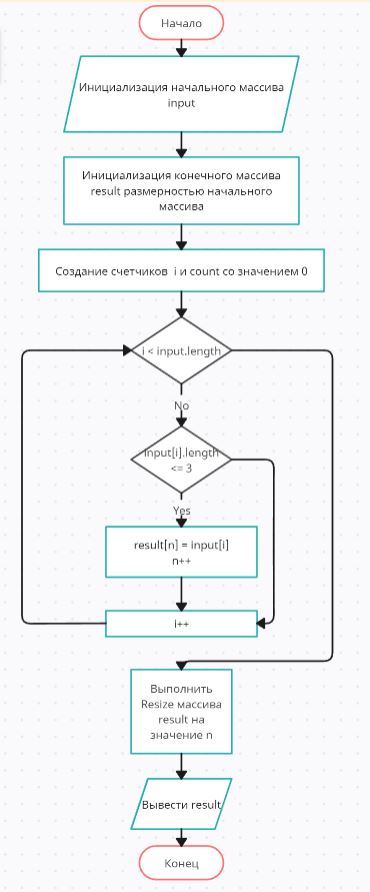 Начало
Инициализация начального массива
input
Инициализация конечного массива
result размерностью начального
массива
Создание счетчиков i и count со значением 0
i < input.length
No
input[i].length
<= 3
Yes
result[n] = input[i]
n++
i++
Выполнить
Resize массива
result на
значение n
Вывести result
Конец